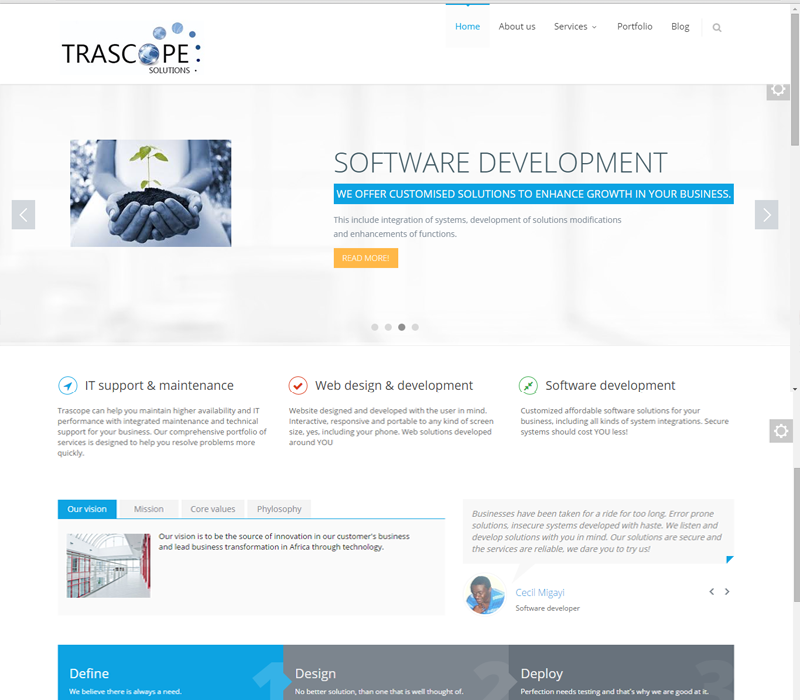 TRASCOPE:
SOLUTIONS .
Home About us Services Portfolio Blog
SOFTWARE DEVELOPMENT
WE OFFER CUSTOMISED SOLUTIONS TO ENHANCE GROWTH IN YOUR BUSINESS.
This include integration of systems, development of solutions modifications
and enhancements of functions.
READ MORE!
IT support & maintenance
Trascope can help you maintain higher availability and IT
performance with integrated maintenance and technical
support for your business. Our comprehensive portfolio of
services is designed to help you resolve problems more
quickly.
Web design & development
Website designed and developed with the user in mind.
Interactive, responsive and portable to any kind of screen
size, yes, including your phone. Web solutions developed
around YOU
Software development
Customized affordable software solutions for your
business, including all kinds of system integrations. Secure
systems should cost YOU less!
Our vision Mission Core values Phylosophy
Our vision is to be the source of innovation in our customer's business
and lead business transformation in Africa through technology.
Businesses have been taken for a ride for too long. Error prone
solutions, insecure systems developed with haste. We listen and
develop solutions with you in mind. Our solutions are secure and
the services are reliable, we dare you to try us!
Cecil Migayi
Software developer
Define
We believe there is always a need.
1
Design
No better solution, than one that is well thought of.
2
Deploy
Perfection needs testing and that's why we are good at it.
3